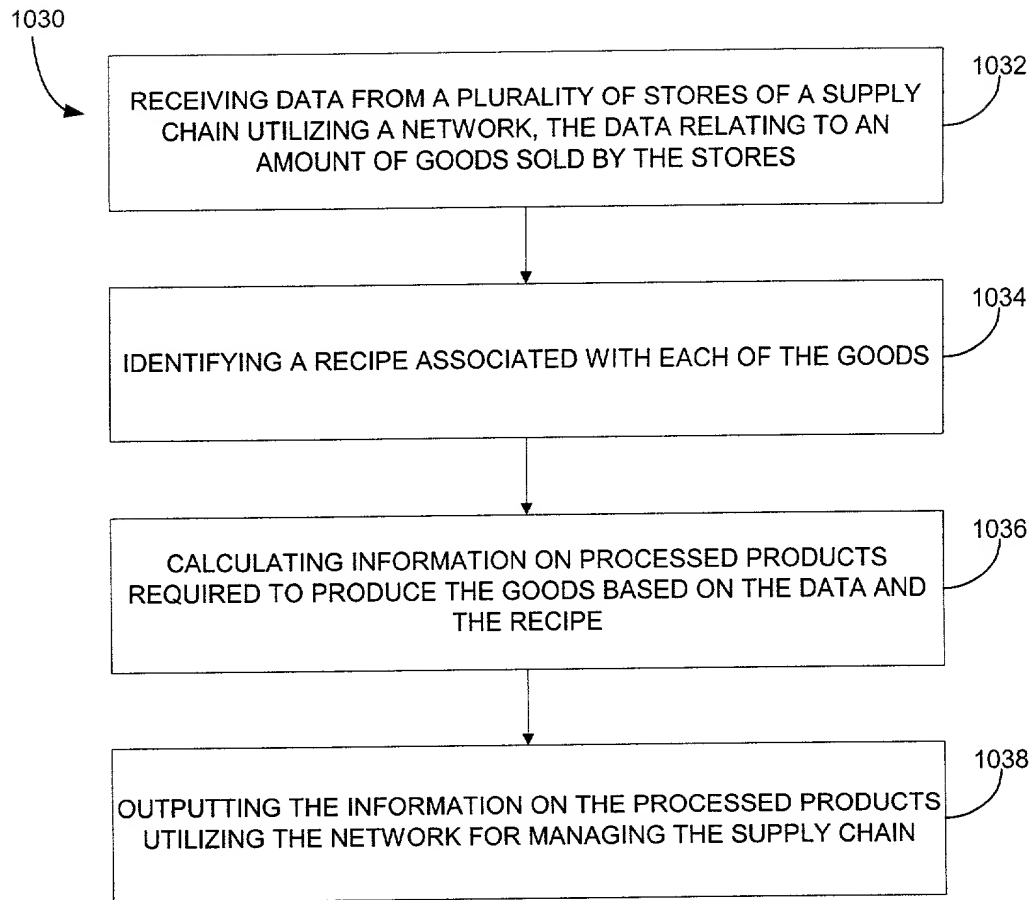 1030
1032
RECEIVING DATA FROM A PLURALITY OF STORES OF A SUPPLY
CHAIN UTILIZING A NETWORK, THE DATA RELATING TO AN
AMOUNT OF GOODS SOLD BY THE STORES
1034
IDENTIFYING A RECIPE ASSOCIATED WITH EACH OF THE GOODS
1036
CALCULATING INFORMATION ON PROCESSED PRODUCTS
REQUIRED TO PRODUCE THE GOODS BASED ON THE DATA AND
THE RECIPE
1038
OUTPUTTING THE INFORMATION ON THE PROCESSED PRODUCTS
UTILIZING THE NETWORK FOR MANAGING THE SUPPLY CHAIN